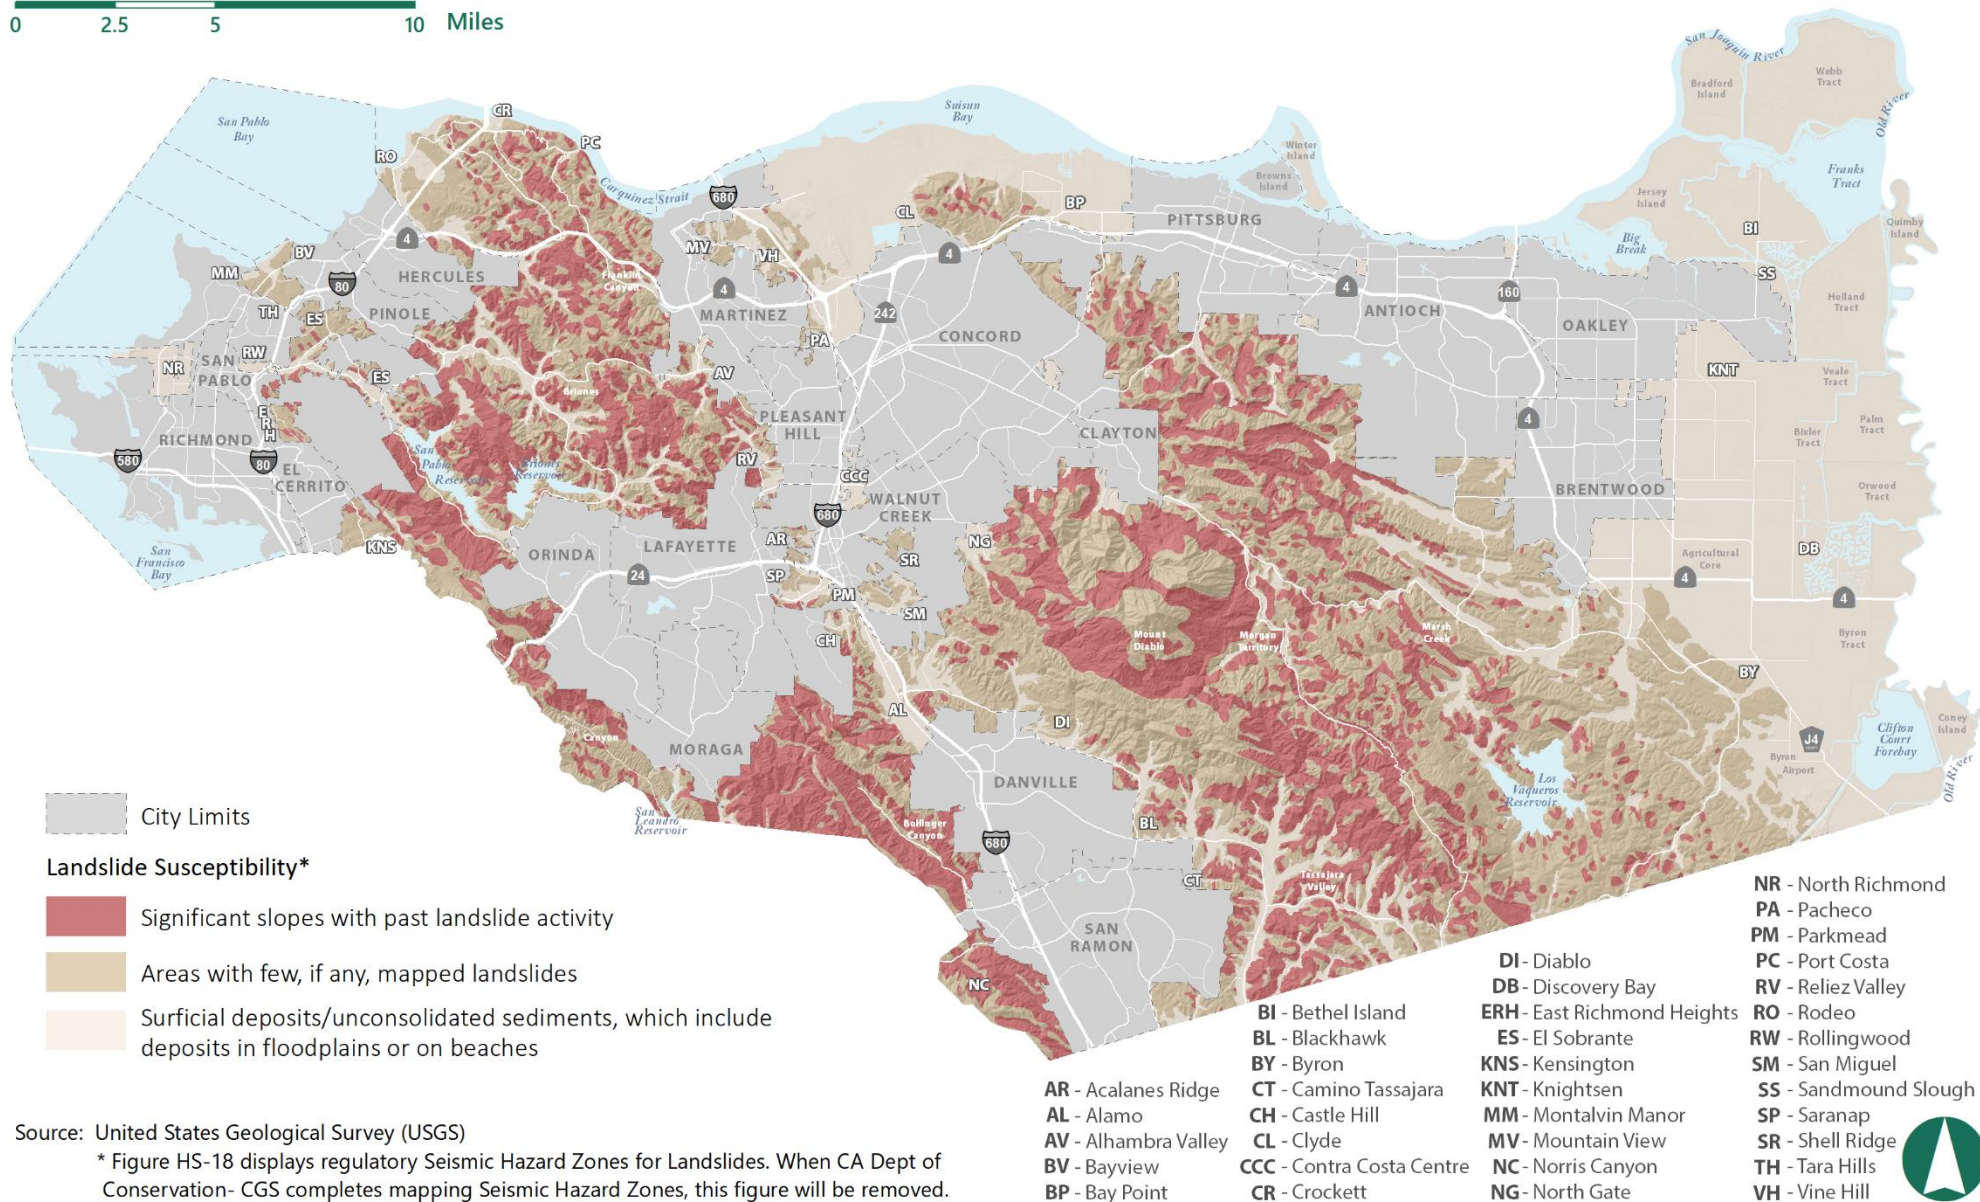 0 2.5 5 10 Miles
San Joaquin River
Webb
Tract
Bradford
Island
Old River
San Pablo
Bay
Suisun
Bay
CR
PC
RO
Winter
Island
Browns
Island
Franks
Tract
Carquinez Strait
680
Jersey
Island
Quimby
Island
CL
BP
PITTSBURG
BI
4
MV
VH
4
Big
Break
BV
MM
HERCULES
Franklin
Canyon
SS
80
4
4
160
Holland
Tract
TH
ES
PINOLE
MARTINEZ
242
CONCORD
ANTIOCH
OAKLEY
PA
SAN
PABLO
RW
NR
ES
AV
KNT
Veale
Tract
Briones
E
R
H
PLEASANT
HILL
CLAYTON
4
Palm
Tract
Bixler
Tract
RICHMOND
580
80
EL
CERRITO
San
Pablo
Reservoir
Briones
Reservoir
RV
CCC
WALNUT
CREEK
BRENTWOOD
Orwood
Tract
680
San
Francisco
Bay
KNS
ORINDA
LAFAYETTE
AR
NG
SR
DB
Agricultural
Core
24
SP
4
4
PM
SM
CH
Mount
Diablo
Morgan
Territory
Marsh
Creek
Byron
Tract
BY
AL
DI
Canyon
MORAGA
J4
Clifton
Court
Forebay
Coney
Island
Byron
Airport
DANVILLE
Los
Vaqueros
Reservoir
Old River
San
Leandro
Reservoir
Bollinger
Canyon
BL
680
CT
Tassajara
Valley
SAN
RAMON
NC
City Limits
Landslide Susceptibility*
Significant slopes with past landslide activity
Areas with few, if any, mapped landslides
Surficial deposits/unconsolidated sediments, which include
deposits in floodplains or on beaches
Source: United States Geological Survey (USGS)
* Figure HS-18 displays regulatory Seismic Hazard Zones for Landslides. When CA Dept of
Conservation- CGS completes mapping Seismic Hazard Zones, this figure will be removed.
AR - Acalanes Ridge
AL - Alamo
AV - Alhambra Valley
BV - Bayview
BP - Bay Point
BI - Bethel Island
BL - Blackhawk
BY - Byron
CT - Camino Tassajara
CH - Castle Hill
CL - Clyde
CCC - Contra Costa Centre
CR - Crockett
DI - Diablo
DB - Discovery Bay
ERH - East Richmond Heights
ES - El Sobrante
KNS - Kensington
KNT - Knightsen
MM - Montalvin Manor
MV - Mountain View
NC - Norris Canyon
NG - North Gate
NR - North Richmond
PA - Pacheco
PM - Parkmead
PC - Port Costa
RV - Reliez Valley
RO - Rodeo
RW - Rollingwood
SM - San Miguel
SS - Sandmound Slough
SP - Saranap
SR - Shell Ridge
TH - Tara Hills
VH - Vine Hill